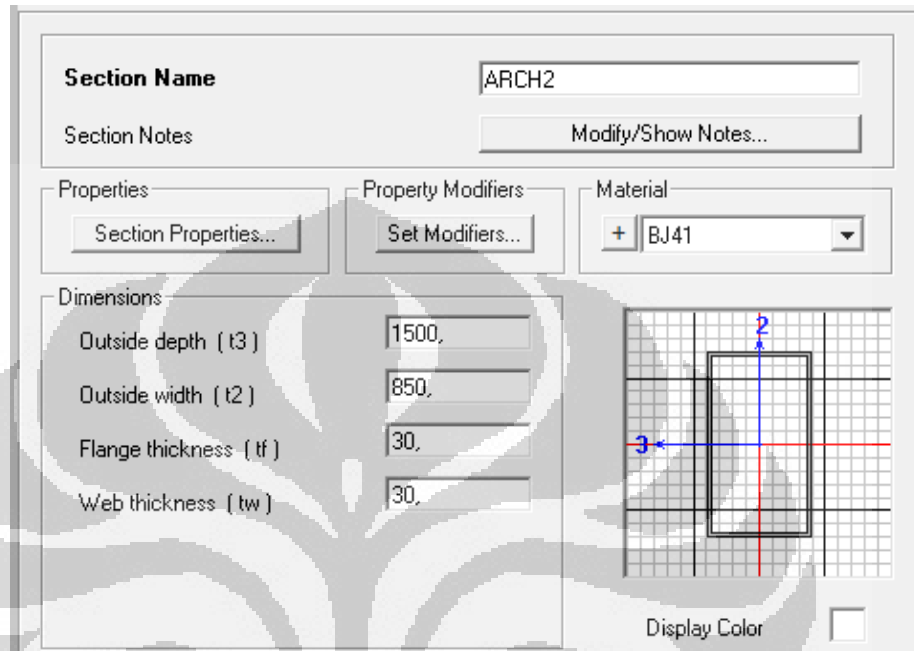 Section Name ARCH2
Section Notes Modify/Show Notes...
Properties Property Modifiers Material
Section Properties... Set Modifiers... + BJ41
Dimensions
Outside depth ( t3 ) 1500,
Outside width ( t2 ) 850,
Flange thickness ( tf ) 30,
Web thickness ( tw ) 30,
2
3
Display Color